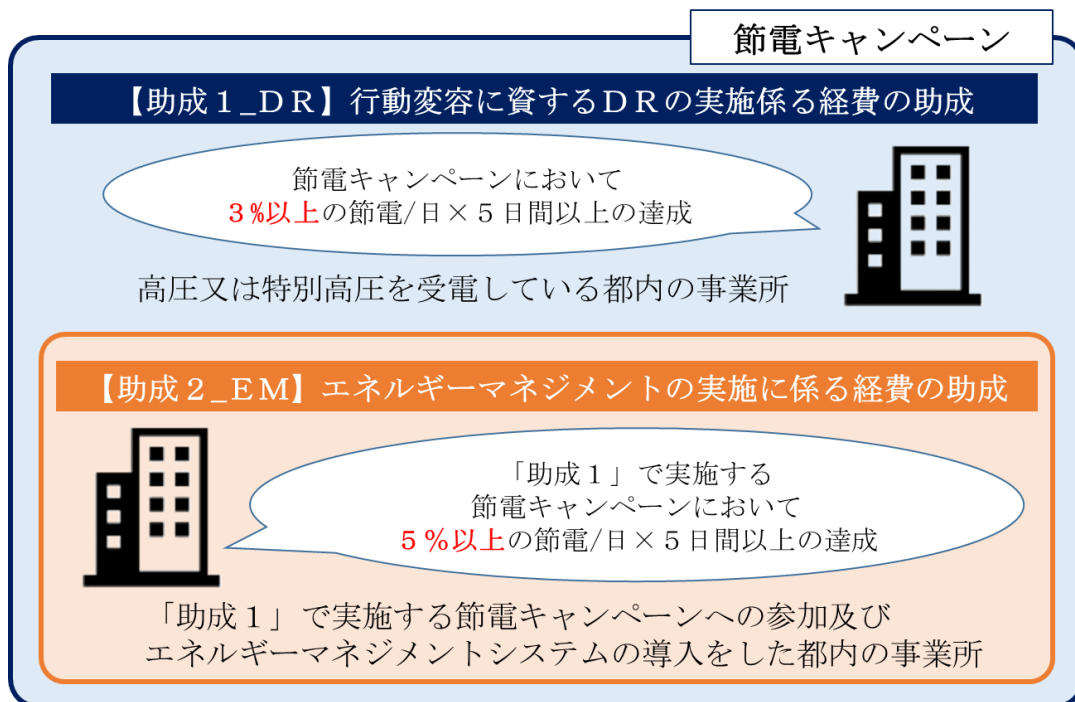 節電キャンペーン
【助成１_ＤＲ】行動変容に資するＤＲの実施係る経費の助成
節電キャンペーンにおいて
３%以上の節電/日×５日間以上の達成
高圧又は特別高圧を受電している都内の事業所
【助成２_ＥＭ】エネルギーマネジメントの実施に係る経費の助成
「助成１」で実施する
節電キャンペーンにおいて
５％以上の節電/日×５日間以上の達成
「助成１」で実施する節電キャンペーンへの参加及び
エネルギーマネジメントシステムの導入をした都内の事業所